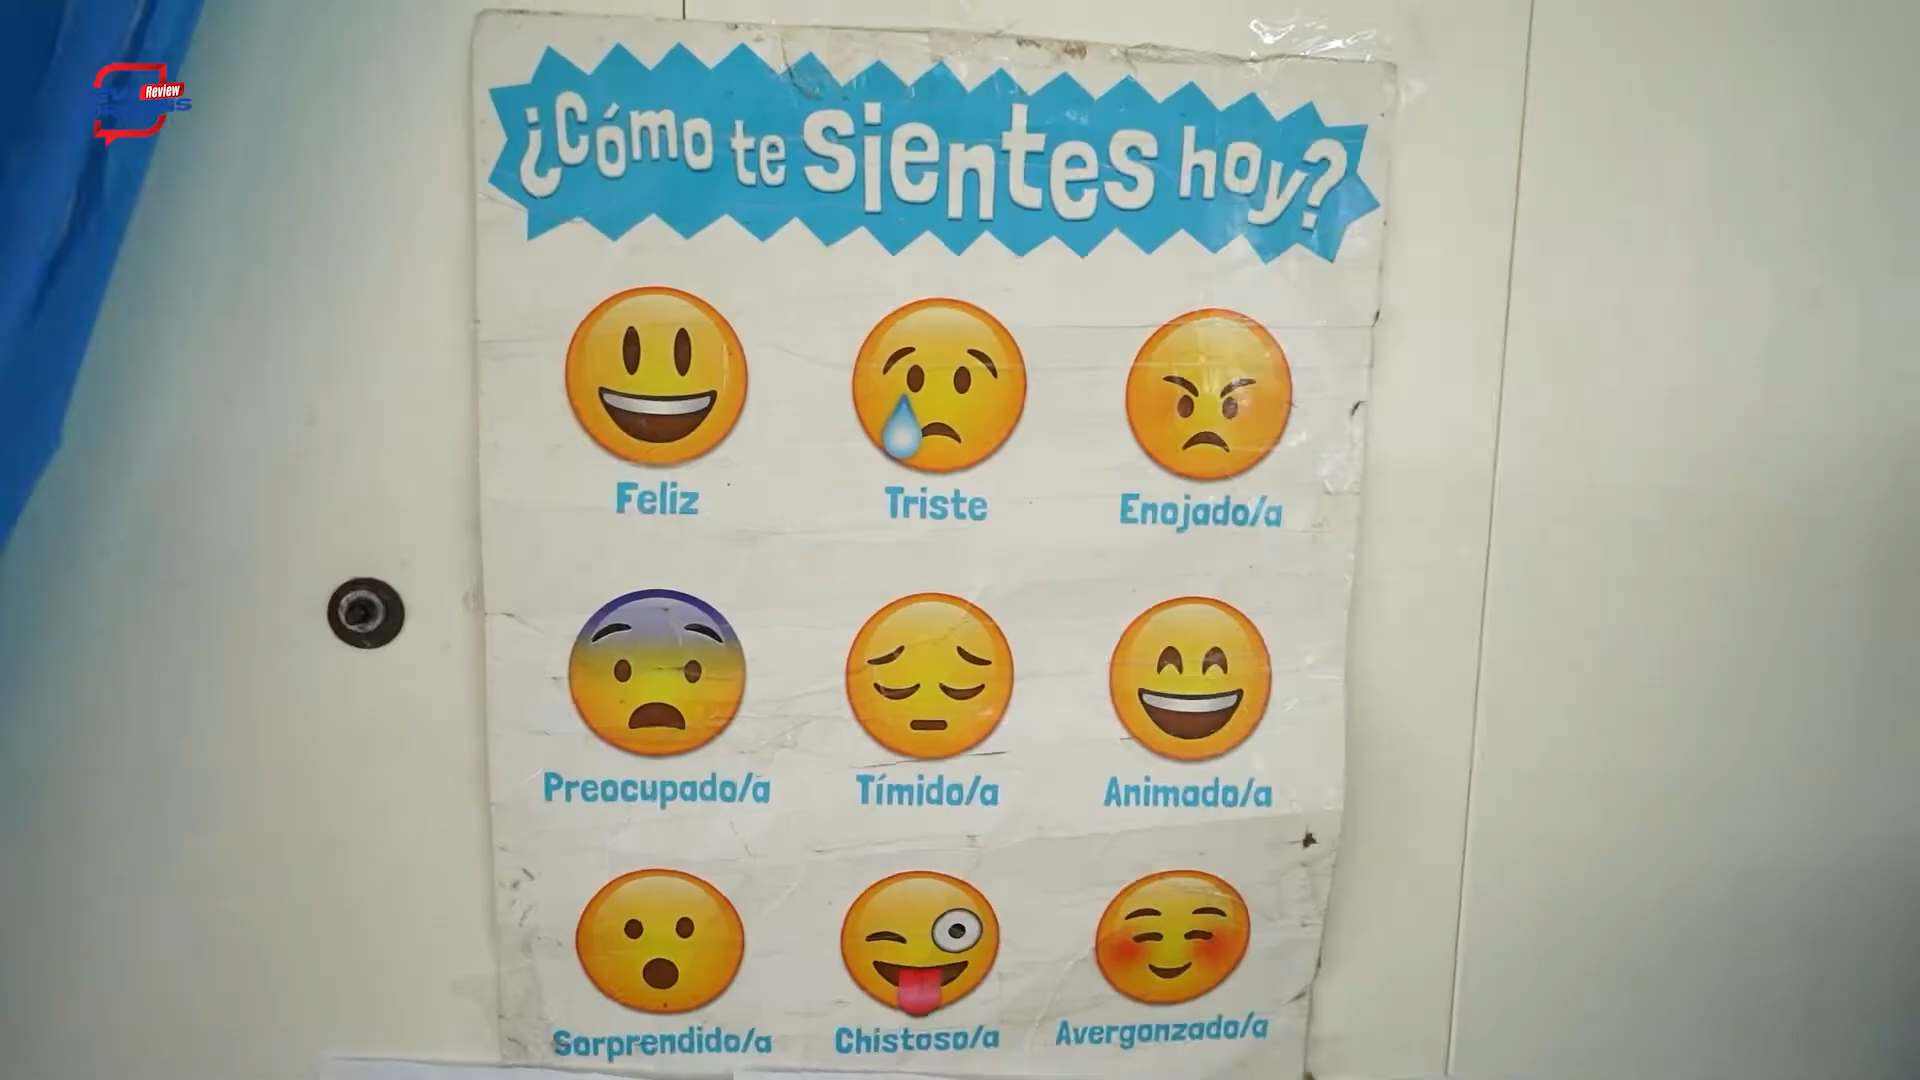 Review
¿Cómo te sientes hoy?
Feliz
Triste
Enojado/a
Preocupado/a
Tímido/a
Animado/a
Sorprendido/a
Chistoso/a
Avergonzado/a